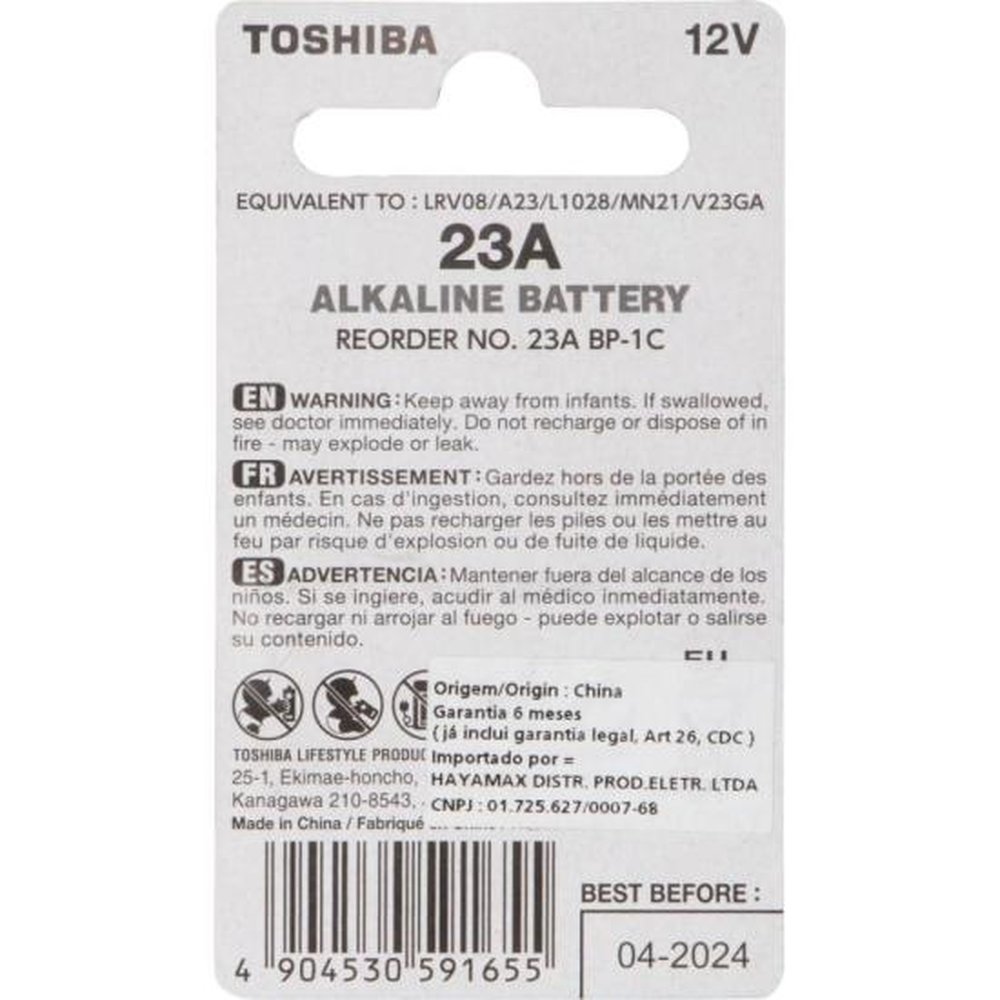 TOSHIBA 12V
EQUIVALENT TO : LRV08/A23/L1028/MN21/V23GA
23A
ALKALINE BATTERY
REORDER NO. 23A BP-1C
EN WARNING : Keep away from infants. If swallowed,
see doctor immediately. Do not recharge or dispose of in
fire - may explode or leak.
FR AVERTISSEMENT : Gardez hors de la portée des
enfants. En cas d'ingestion, consultez immédiatement
un médecin. Ne pas recharger les piles ou les mettre au
feu par risque d'explosion ou de fuite de liquide.
ES ADVERTENCIA : Mantener fuera del alcance de los
niños. Si se ingiere, acudir al médico inmediatamente.
No recargar ni arrojar al fuego - puede explotar o salirse
su contenido.
EU
Origem/Origin : China
Garantia 6 meses
( já inclui garantia legal, Art 26, CDC )
Importado por =
HAYAMAX DISTR. PROD.ELETR. LTDA
CNPJ : 01.725.627/0007-68
TOSHIBA LIFESTYLE
25-1, Ekimae-honcho,
Kanagawa 210-8543,
Made in China / Fabriqué
4 904530 591655
BEST BEFORE :
04-2024